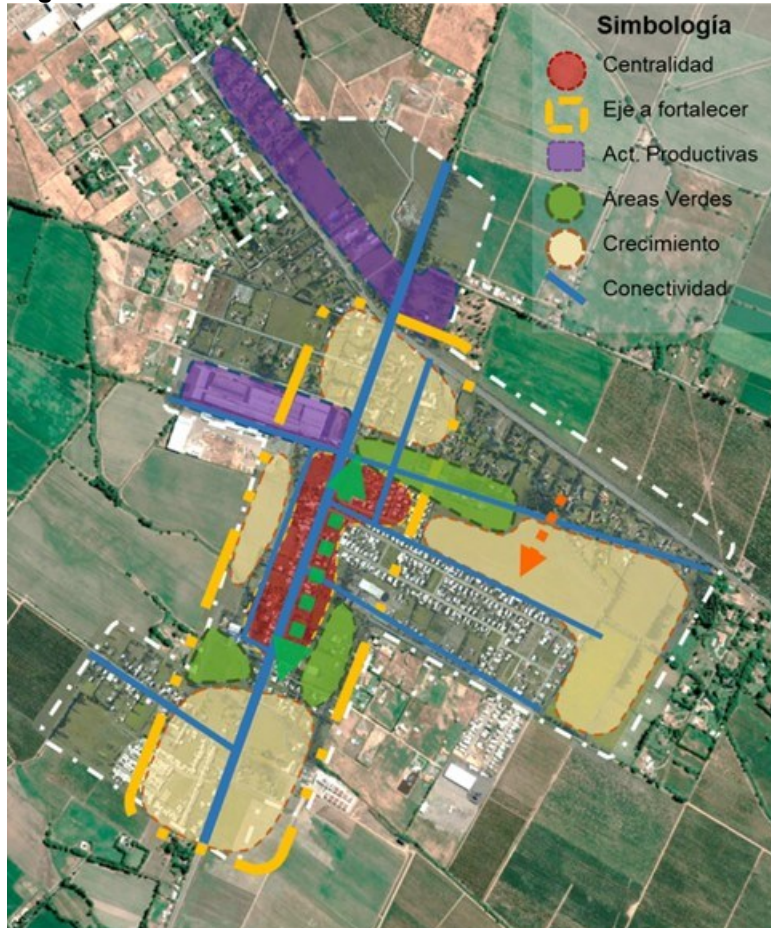 Simbología
Centralidad
Eje a fortalecer
Act. Productivas
Áreas Verdes
Crecimiento
Conectividad